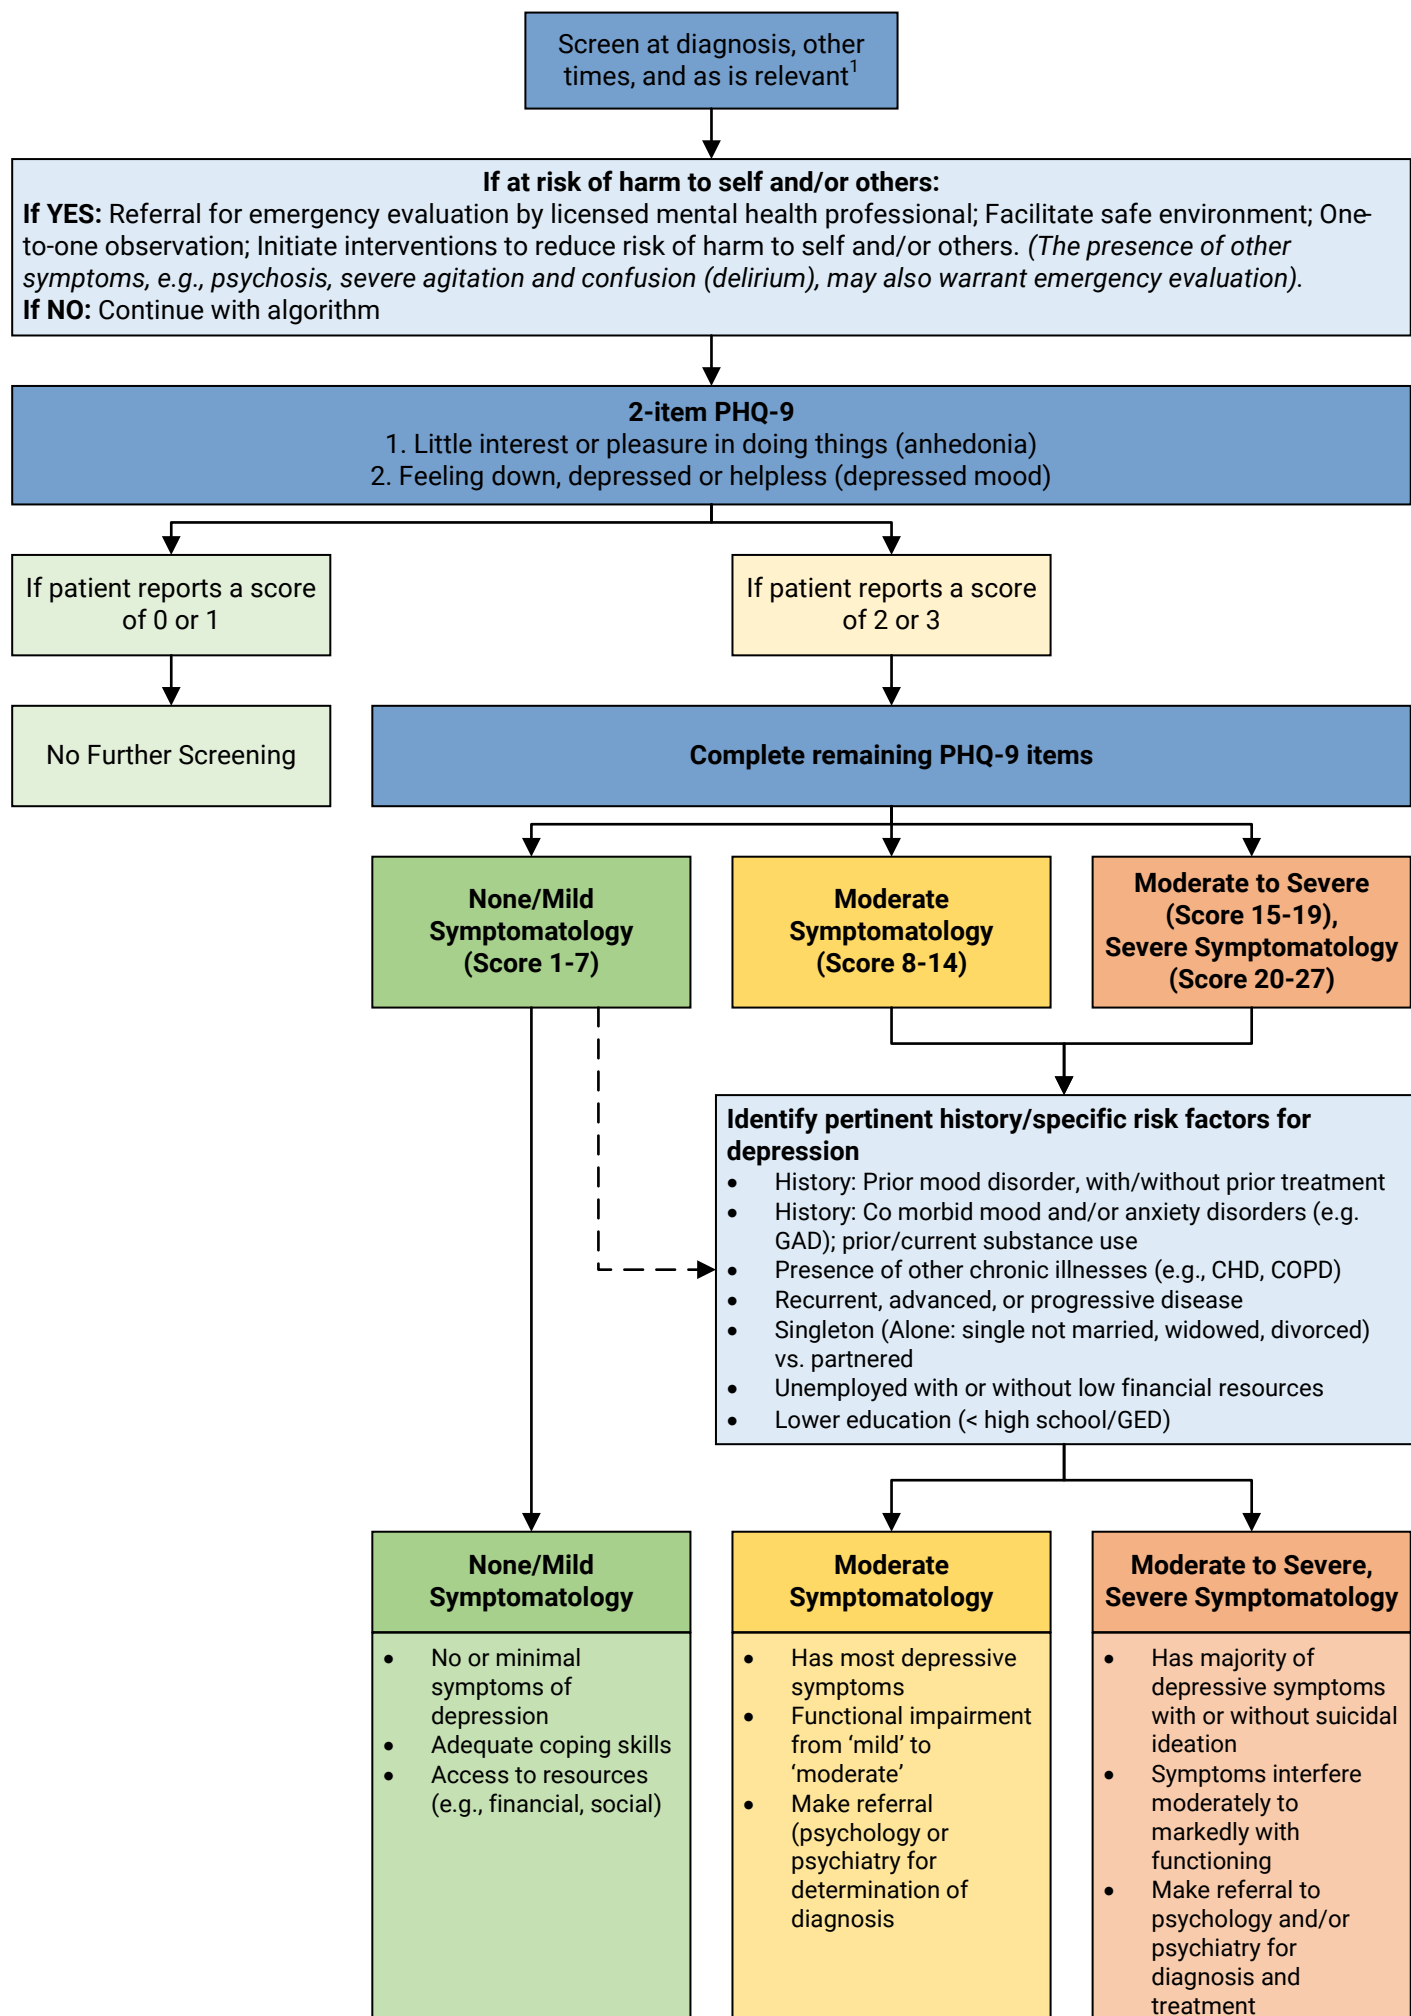 Screen at diagnosis, other
times, and as is relevant1
If at risk of harm to self and/or others:
If YES: Referral for emergency evaluation by licensed mental health professional; Facilitate safe environment; One-
to-one observation; Initiate interventions to reduce risk of harm to self and/or others. (The presence of other
symptoms, e.g., psychosis, severe agitation and confusion (delirium), may also warrant emergency evaluation).
If NO: Continue with algorithm
2-item PHQ-9
1. Little interest or pleasure in doing things (anhedonia)
2. Feeling down, depressed or helpless (depressed mood)
If patient reports a score
of 0 or 1
If patient reports a score
of 2 or 3
No Further Screening
Complete remaining PHQ-9 items
None/Mild
Symptomatology
(Score 1-7)
Moderate
Symptomatology
(Score 8-14)
Moderate to Severe
(Score 15-19),
Severe Symptomatology
(Score 20-27)
Identify pertinent history/specific risk factors for
depression
• History: Prior mood disorder, with/without prior treatment
• History: Co morbid mood and/or anxiety disorders (e.g.
GAD); prior/current substance use
• Presence of other chronic illnesses (e.g., CHD, COPD)
• Recurrent, advanced, or progressive disease
• Singleton (Alone: single not married, widowed, divorced)
vs. partnered
• Unemployed with or without low financial resources
• Lower education (< high school/GED)
None/Mild
Symptomatology
• No or minimal
symptoms of
depression
• Adequate coping skills
• Access to resources
(e.g., financial, social)
Moderate
Symptomatology
• Has most depressive
symptoms
• Functional impairment
from ‘mild’ to
‘moderate’
• Make referral
(psychology or
psychiatry for
determination of
diagnosis
Moderate to Severe,
Severe Symptomatology
• Has majority of
depressive symptoms
with or without suicidal
ideation
• Symptoms interfere
moderately to
markedly with
functioning
• Make referral to
psychology and/or
psychiatry for
diagnosis and
treatment